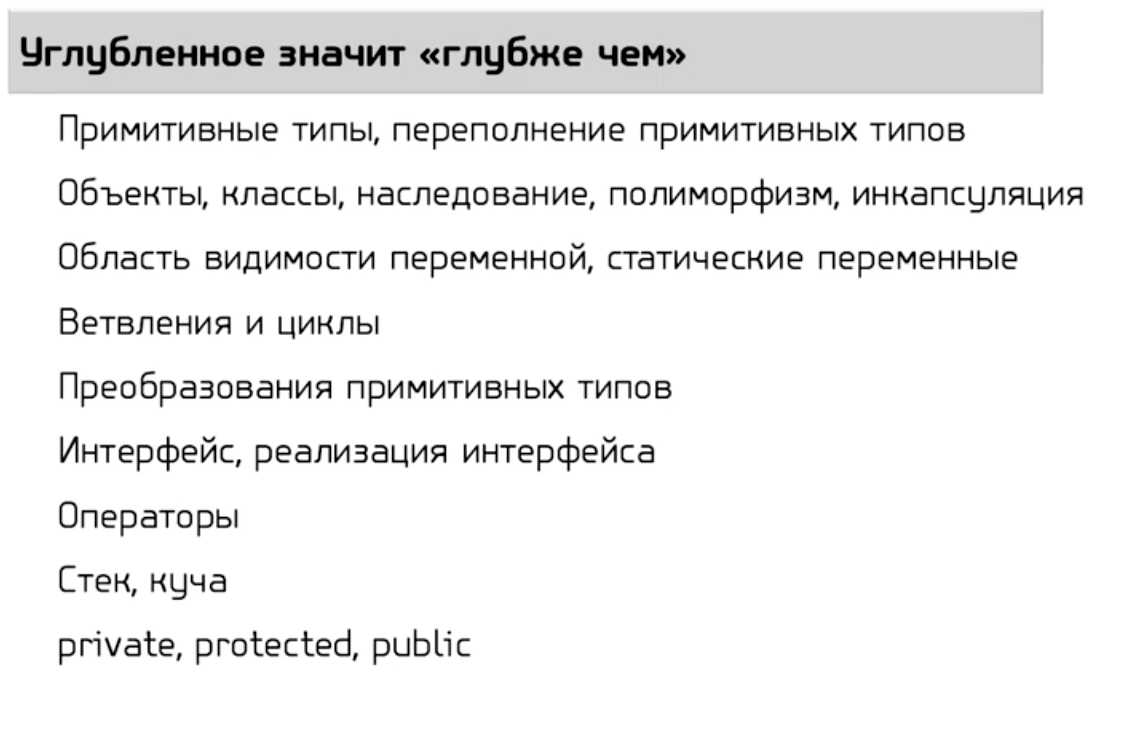 Углубленное значит «глубже чем»
Примитивные типы, переполнение примитивных типов
Объекты, классы, наследование, полиморфизм, инкапсуляция
Область видимости переменной, статические переменные
Ветвления и циклы
Преобразования примитивных типов
Интерфейс, реализация интерфейса
Операторы
Стек, куча
private, protected, public